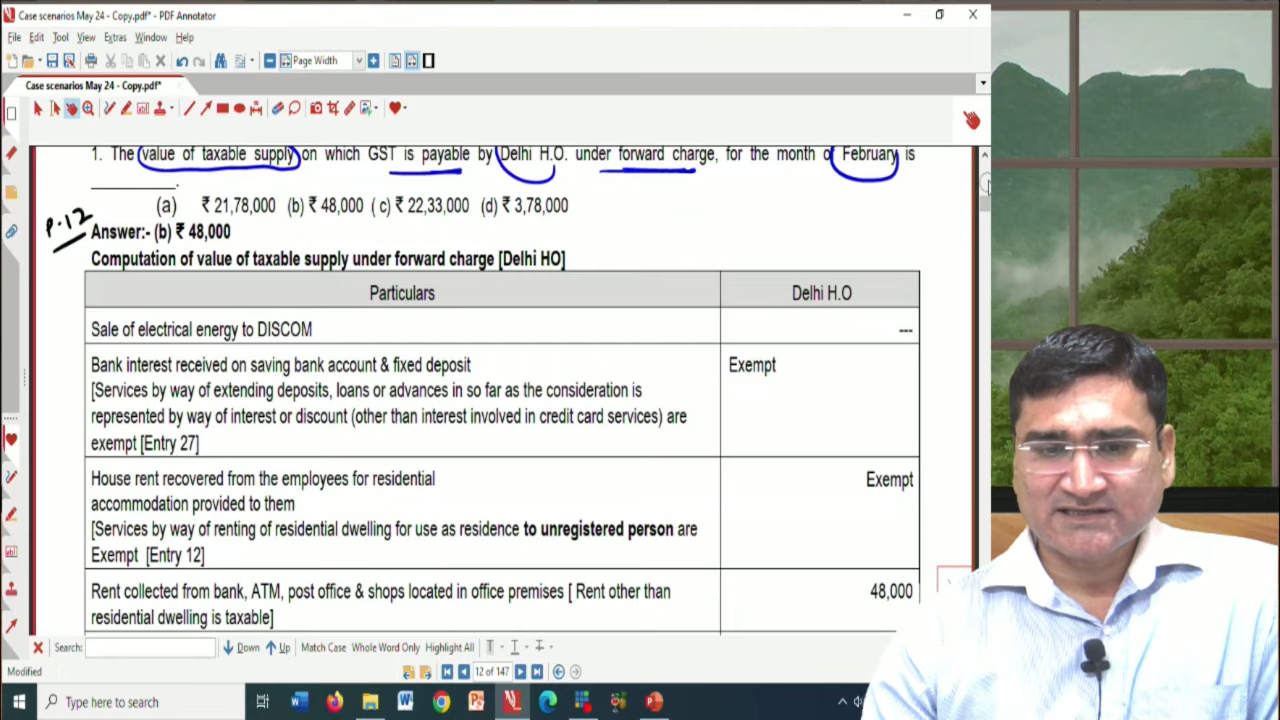 Case scenarios May 24 - Copy.pdf* - PDF Annotator
File Edit Tool View Extras Window Help
Page Width
Case scenarios May 24 - Copy.pdf*
1. The value of taxable supply on which GST is payable by Delhi H.O. under forward charge, for the month of February is
____________.
(a) ₹ 21,78,000 (b) ₹ 48,000 ( c) ₹ 22,33,000 (d) ₹ 3,78,000
P.12
Answer:- (b) ₹ 48,000
Computation of value of taxable supply under forward charge [Delhi HO]
Particulars Delhi H.O
Sale of electrical energy to DISCOM ---
Bank interest received on saving bank account & fixed deposit Exempt
[Services by way of extending deposits, loans or advances in so far as the consideration is
represented by way of interest or discount (other than interest involved in credit card services) are
exempt [Entry 27]
House rent recovered from the employees for residential Exempt
accommodation provided to them
[Services by way of renting of residential dwelling for use as residence to unregistered person are
Exempt [Entry 12]
Rent collected from bank, ATM, post office & shops located in office premises [ Rent other than 48,000
residential dwelling is taxable]
Search: Down Up Match Case Whole Word Only Highlight All
Modified 12 of 147
Type here to search